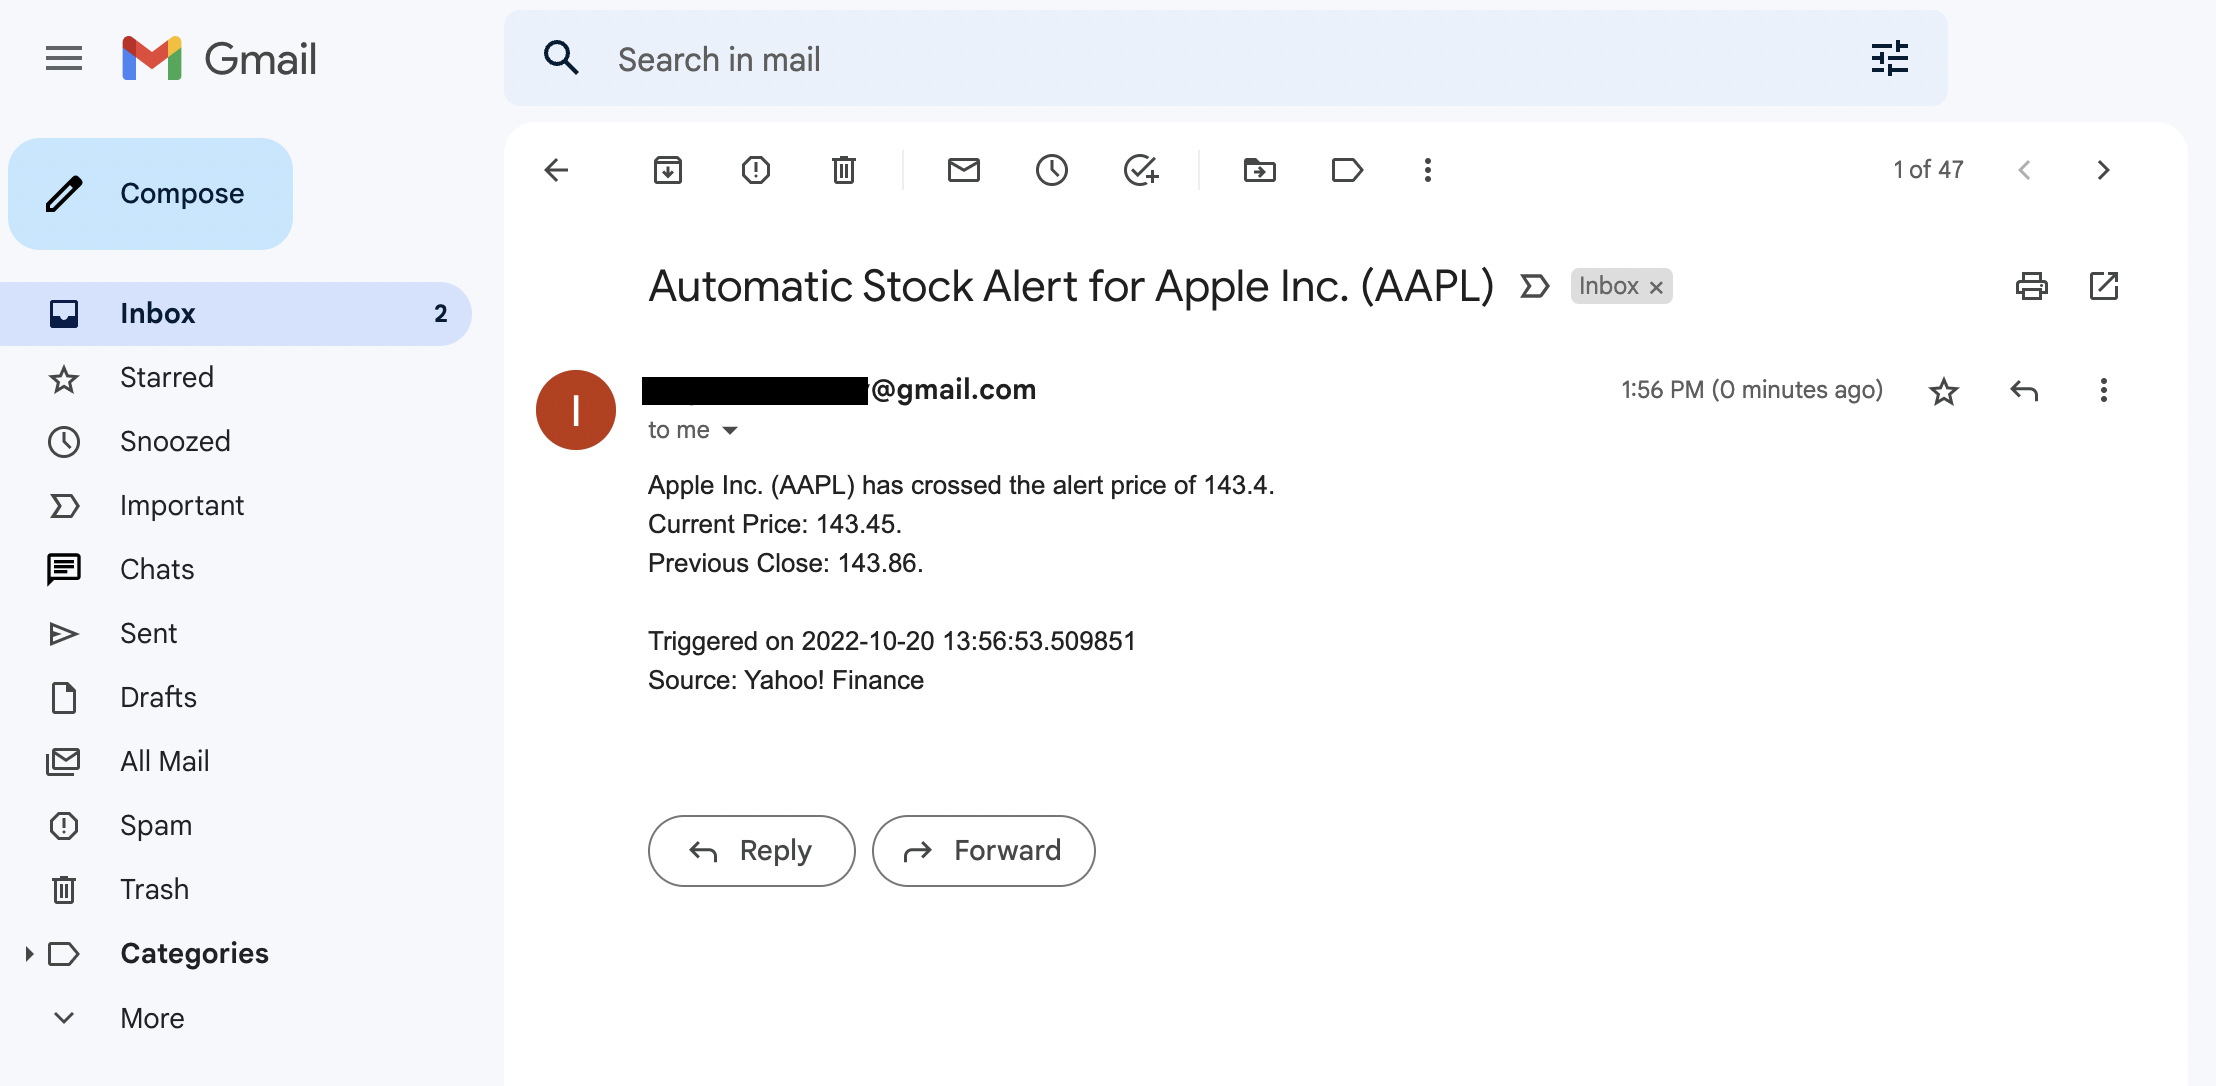 Gmail
Search in mail
Compose
1 of 47
Inbox 2
Starred
Snoozed
Important
Chats
Sent
Drafts
All Mail
Spam
Trash
Categories
More
Automatic Stock Alert for Apple Inc. (AAPL) Inbox ×
I
@gmail.com 1:56 PM (0 minutes ago)
to me
Apple Inc. (AAPL) has crossed the alert price of 143.4.
Current Price: 143.45.
Previous Close: 143.86.
Triggered on 2022-10-20 13:56:53.509851
Source: Yahoo! Finance
Reply Forward